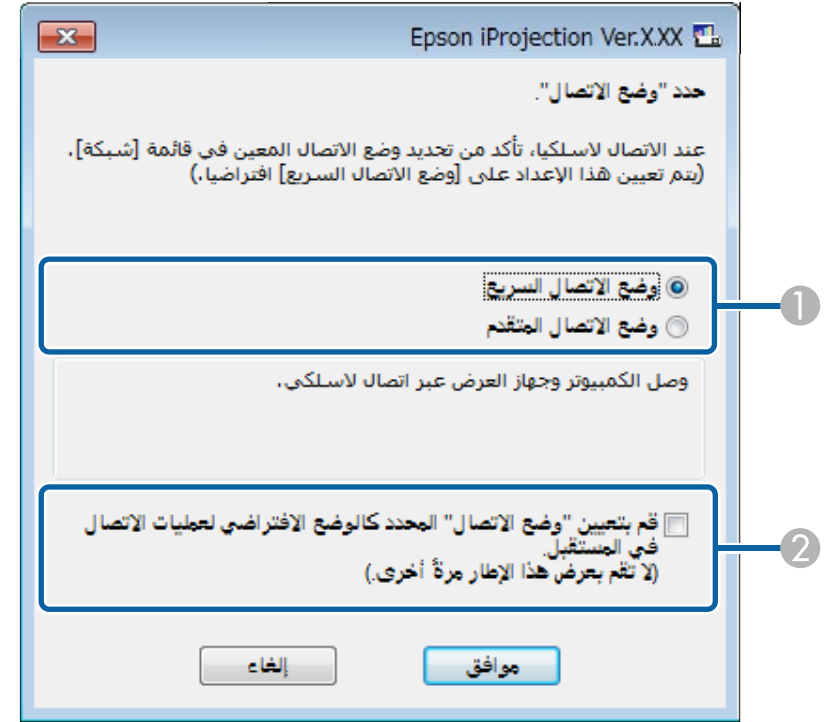 Epson iProjection Ver.X.XX
حدد "وضع الاتصال".
عند الاتصال لاسلكيا، تأكد من تحديد وضع الاتصال المعين في قائمة [شبكة].
(يتم تعيين هذا الإعداد على [وضع الاتصال السريع] افتراضيا.)
وضع الاتصال السريع
وضع الاتصال المتقدم
1
وصل الكمبيوتر وجهاز العرض عبر اتصال لاسلكي.
قم بتعيين "وضع الاتصال" المحدد كالوضع الافتراضي لعمليات الاتصال
في المستقبل.
(لا تقم بعرض هذا الإطار مرةً أخرى.)
2
موافق
إلغاء